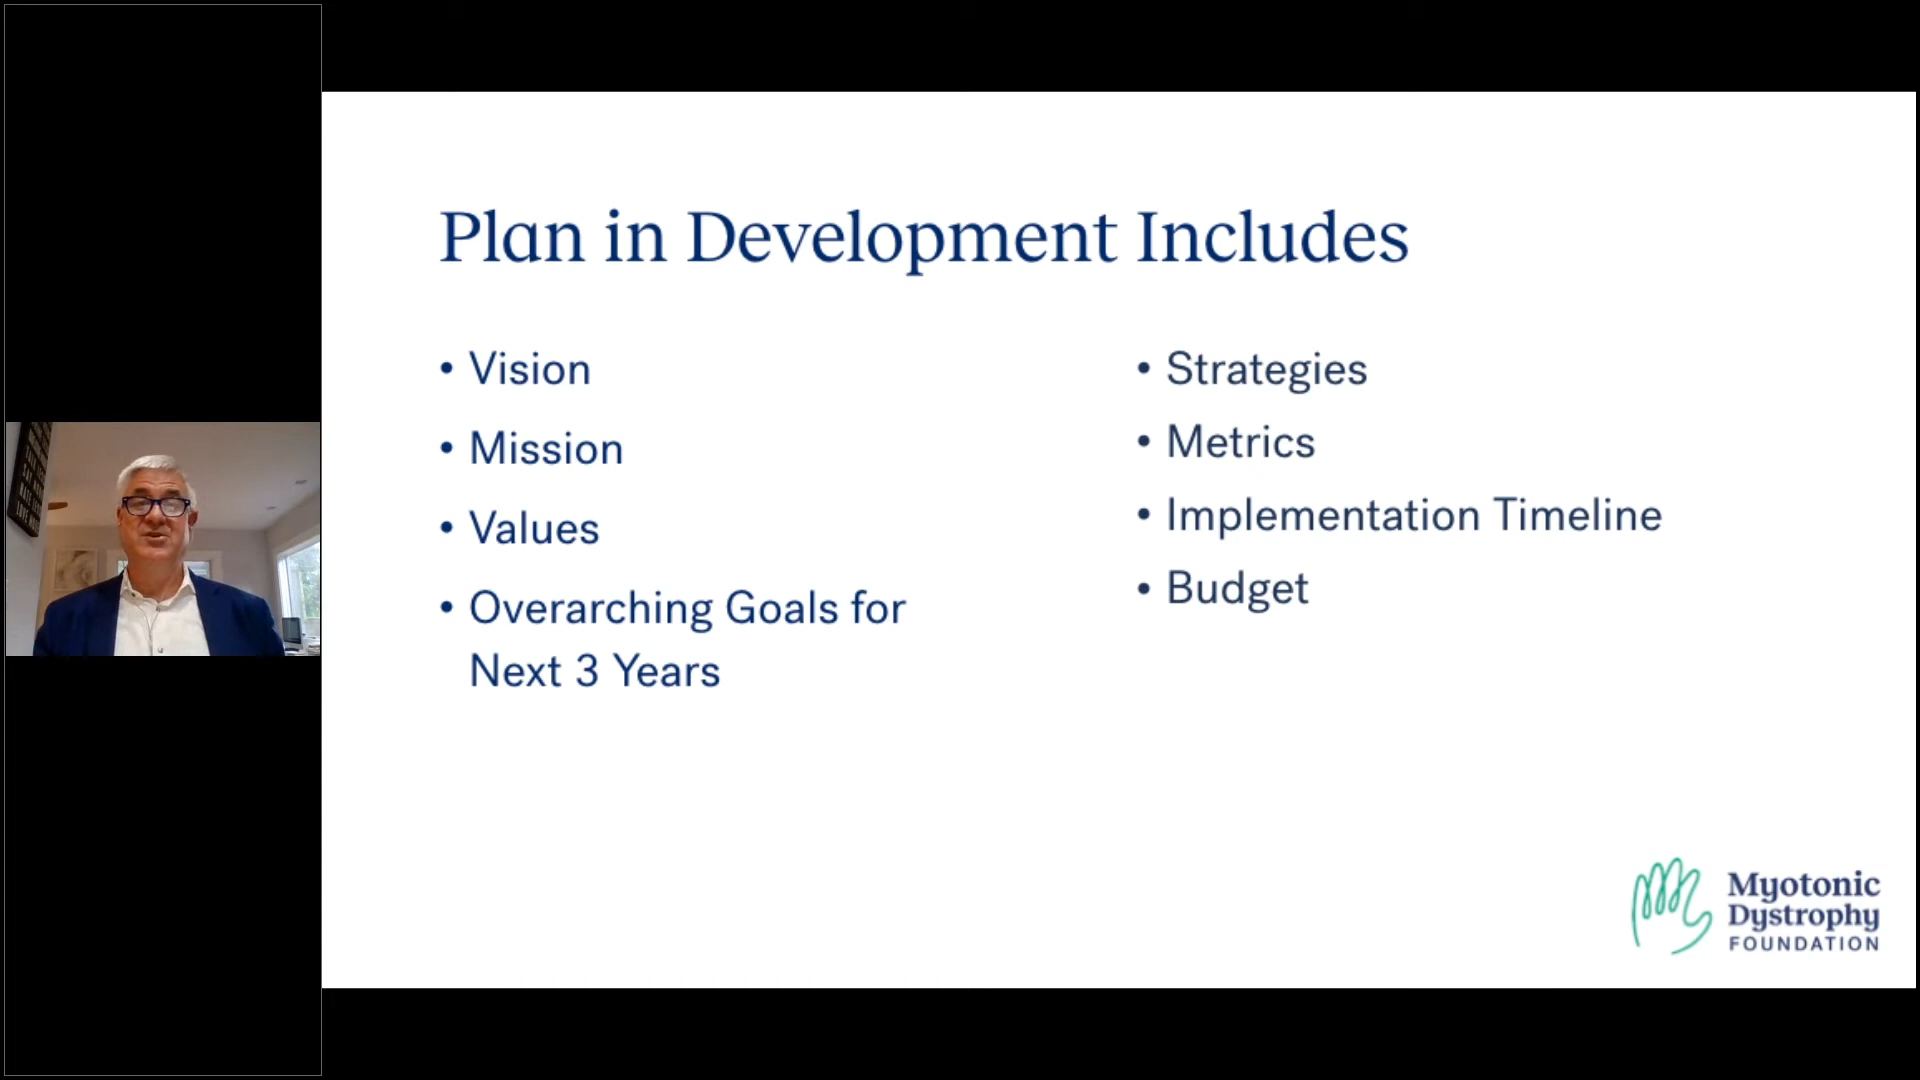 Plan in Development Includes
• Vision
• Mission
• Values
• Overarching Goals for
Next 3 Years
• Strategies
• Metrics
• Implementation Timeline
• Budget
Myotonic
Dystrophy
FOUNDATION